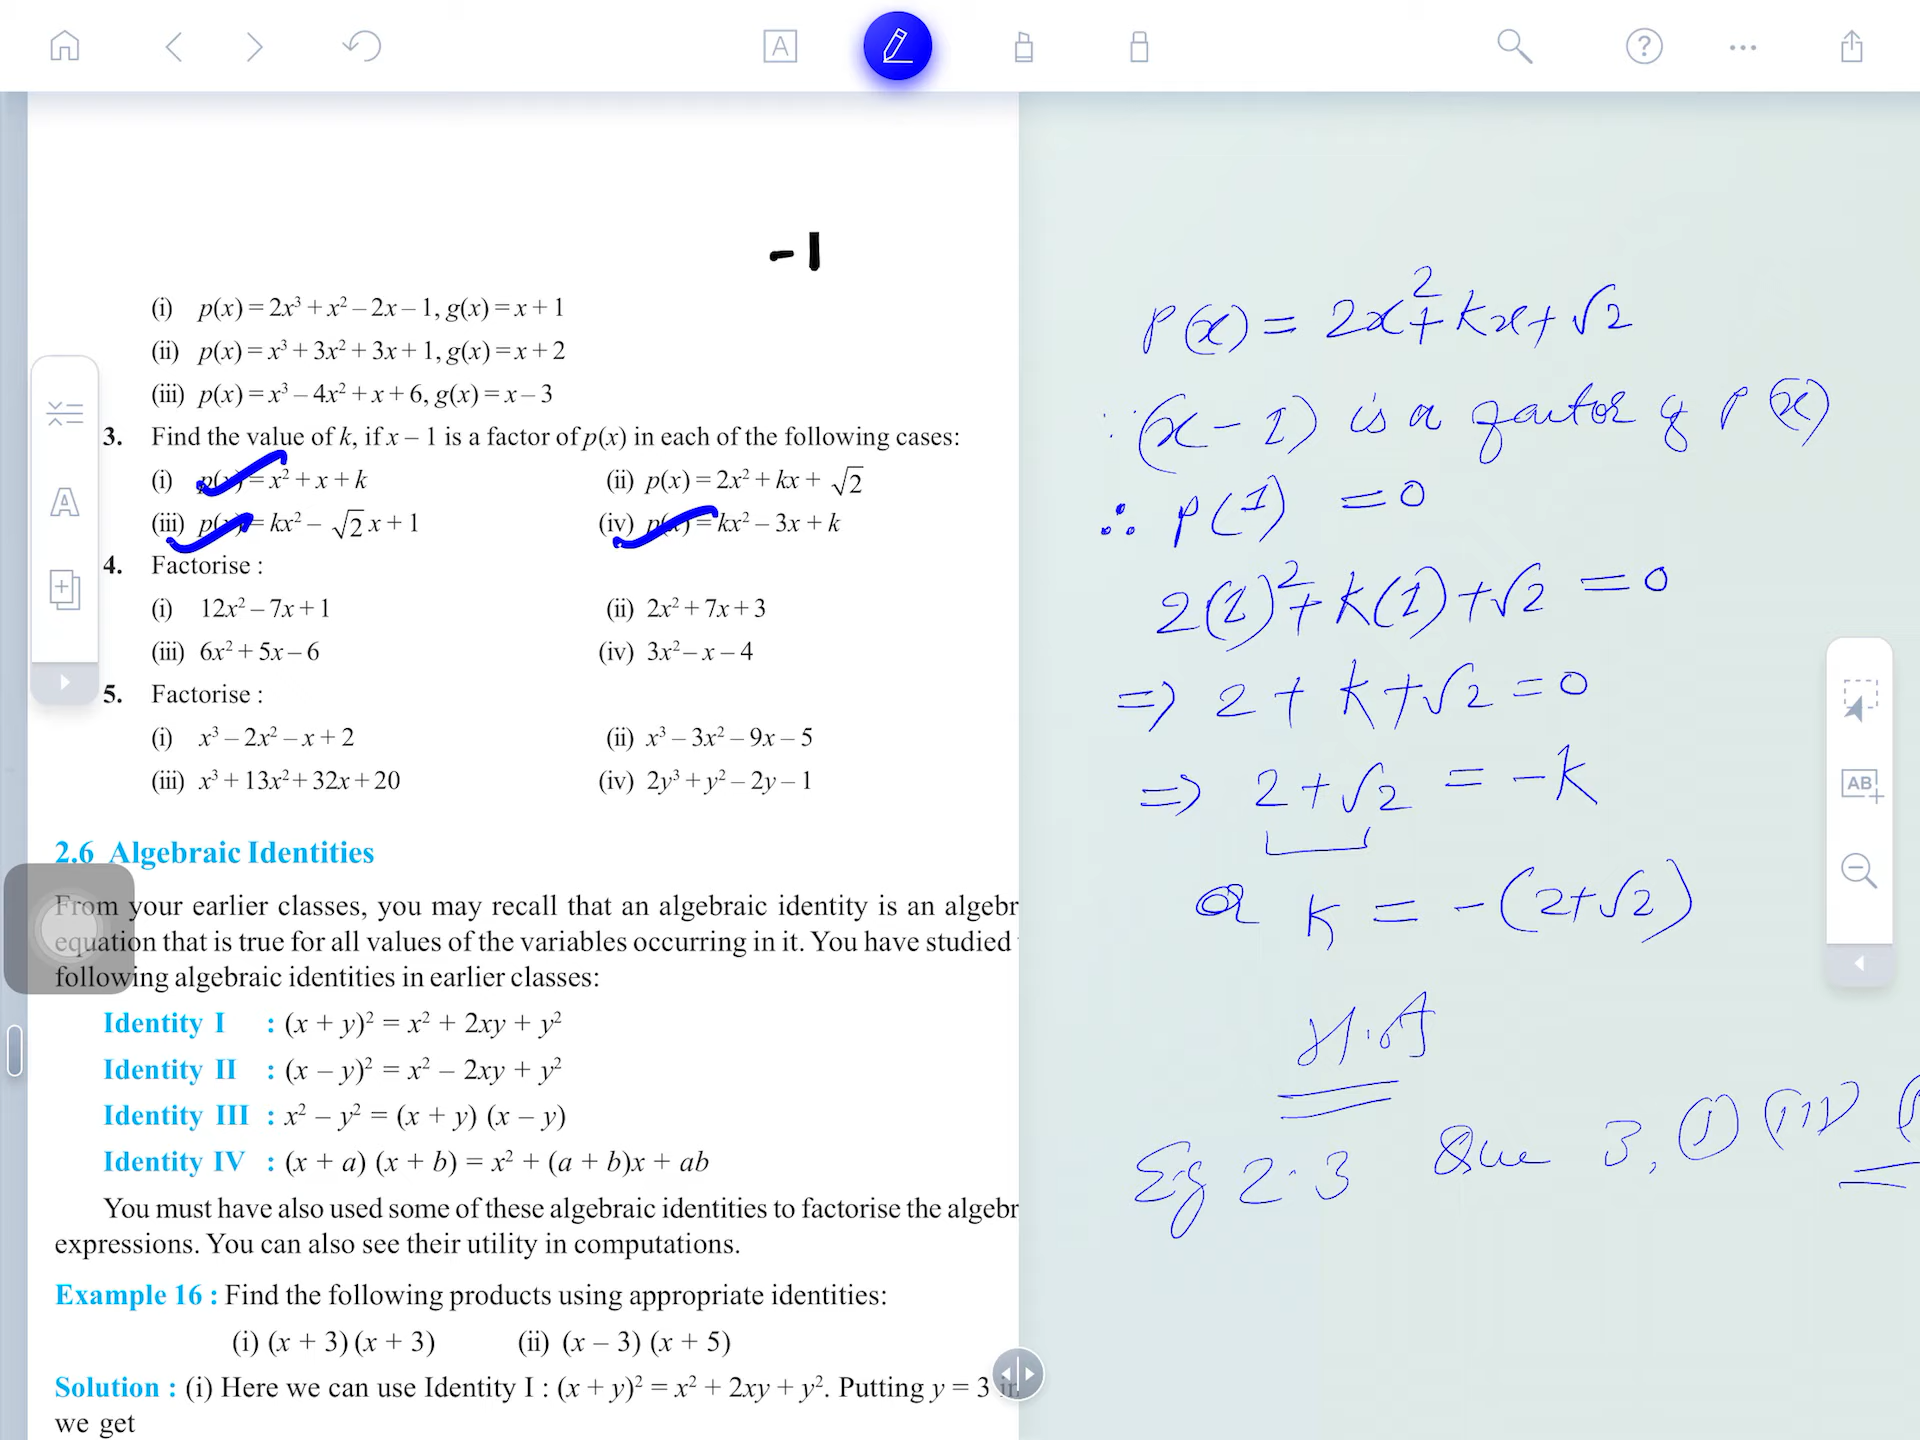 -1
(i) p(x) = 2x³ + x² – 2x – 1, g(x) = x + 1
(ii) p(x) = x³ + 3x² + 3x + 1, g(x) = x + 2
(iii) p(x) = x³ – 4x² + x + 6, g(x) = x – 3
3. Find the value of k, if x – 1 is a factor of p(x) in each of the following cases:
(i) p(x) = x² + x + k (ii) p(x) = 2x² + kx + √2
(iii) p(x) = kx² – √2 x + 1 (iv) p(x) = kx² – 3x + k
4. Factorise :
(i) 12x² – 7x + 1 (ii) 2x² + 7x + 3
(iii) 6x² + 5x – 6 (iv) 3x² – x – 4
5. Factorise :
(i) x³ – 2x² – x + 2 (ii) x³ – 3x² – 9x – 5
(iii) x³ + 13x² + 32x + 20 (iv) 2y³ + y² – 2y – 1
2.6 Algebraic Identities
From your earlier classes, you may recall that an algebraic identity is an algebr
equation that is true for all values of the variables occurring in it. You have studied
following algebraic identities in earlier classes:
Identity I : (x + y)² = x² + 2xy + y²
Identity II : (x – y)² = x² – 2xy + y²
Identity III : x² – y² = (x + y) (x – y)
Identity IV : (x + a) (x + b) = x² + (a + b)x + ab
You must have also used some of these algebraic identities to factorise the algebr
expressions. You can also see their utility in computations.
Example 16 : Find the following products using appropriate identities:
(i) (x + 3) (x + 3) (ii) (x – 3) (x + 5)
Solution : (i) Here we can use Identity I : (x + y)² = x² + 2xy + y². Putting y = 3 in
we get
P(x) = 2x² + kx + √2
∵ (x - 1) is a factor of P(x)
∴ P(1) = 0
2(1)² + k(1) + √2 = 0
=> 2 + k + √2 = 0
=> 2 + √2 = -k
or k = -(2+√2)
H.A
Eg 2.3 Que 3, (i) (iii)
A
A
AB